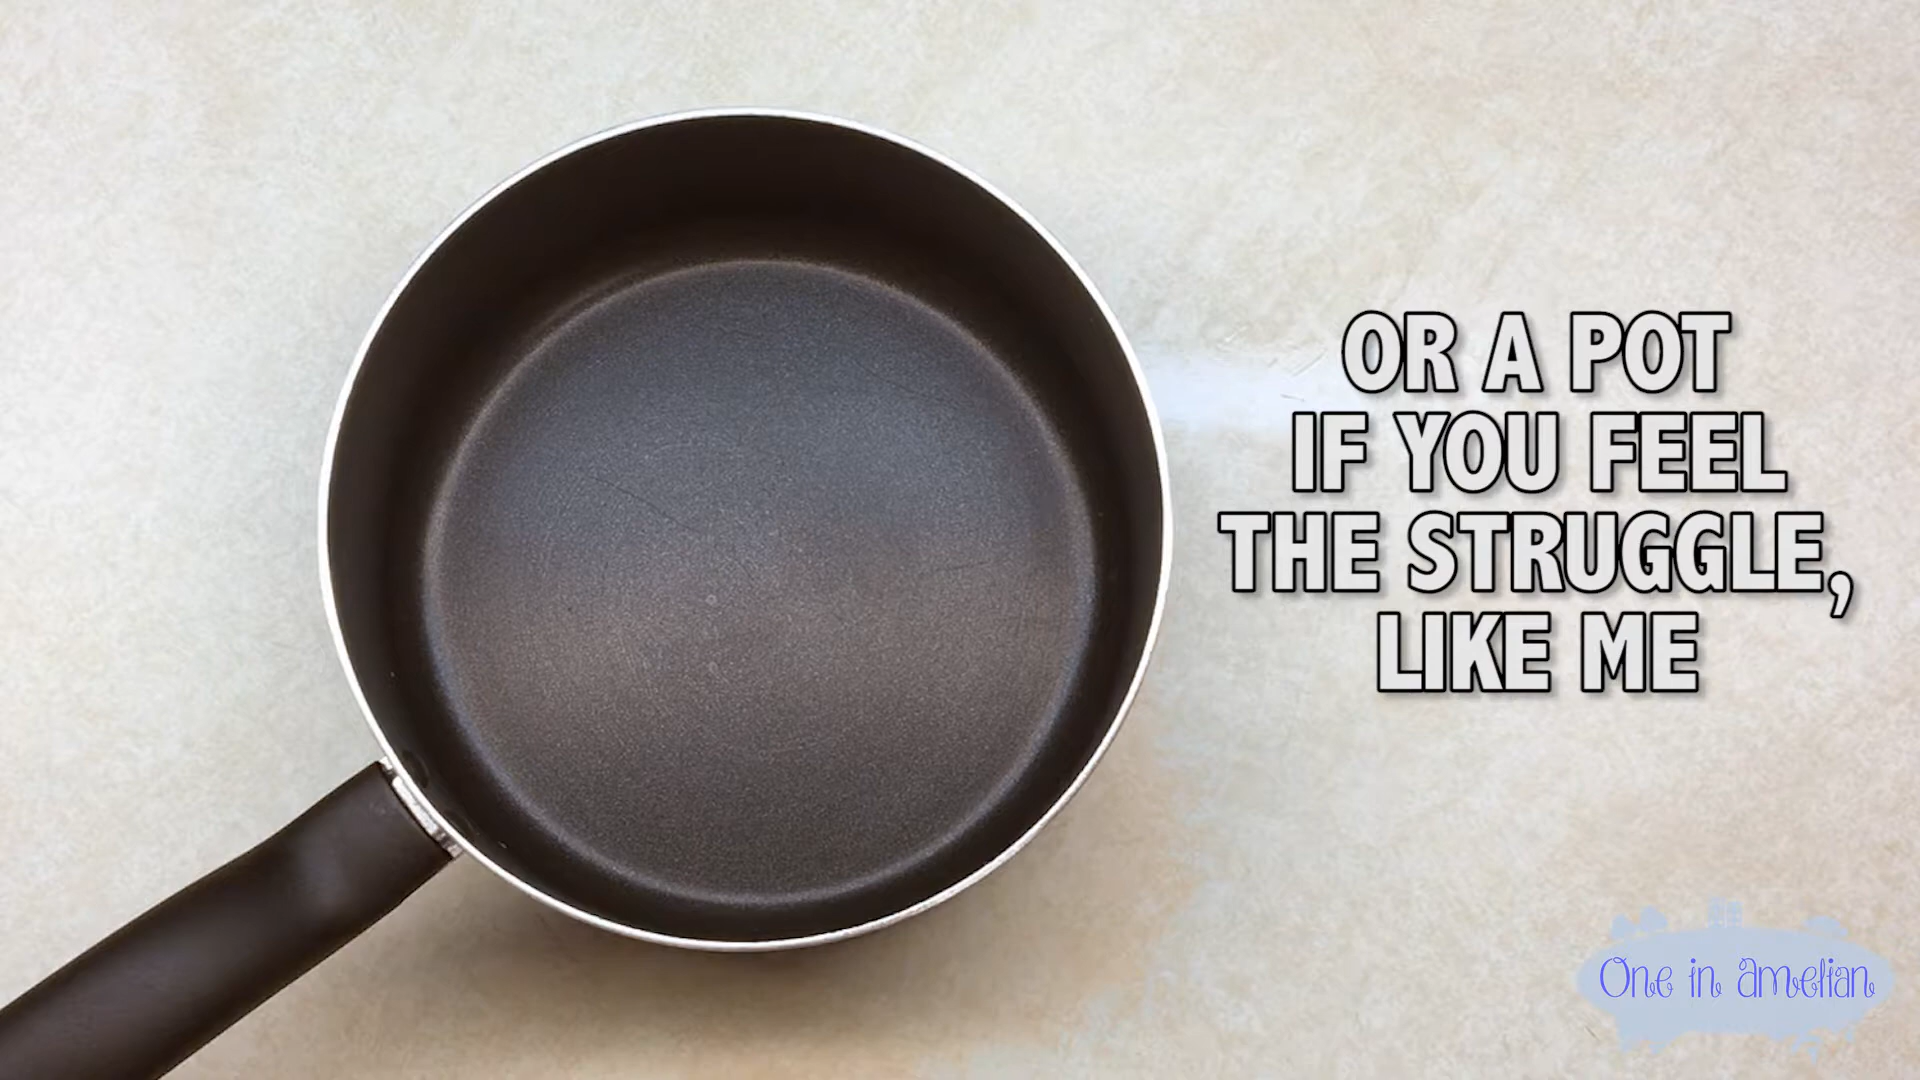 OR A POT
IF YOU FEEL
THE STRUGGLE,
LIKE ME
One in amelian